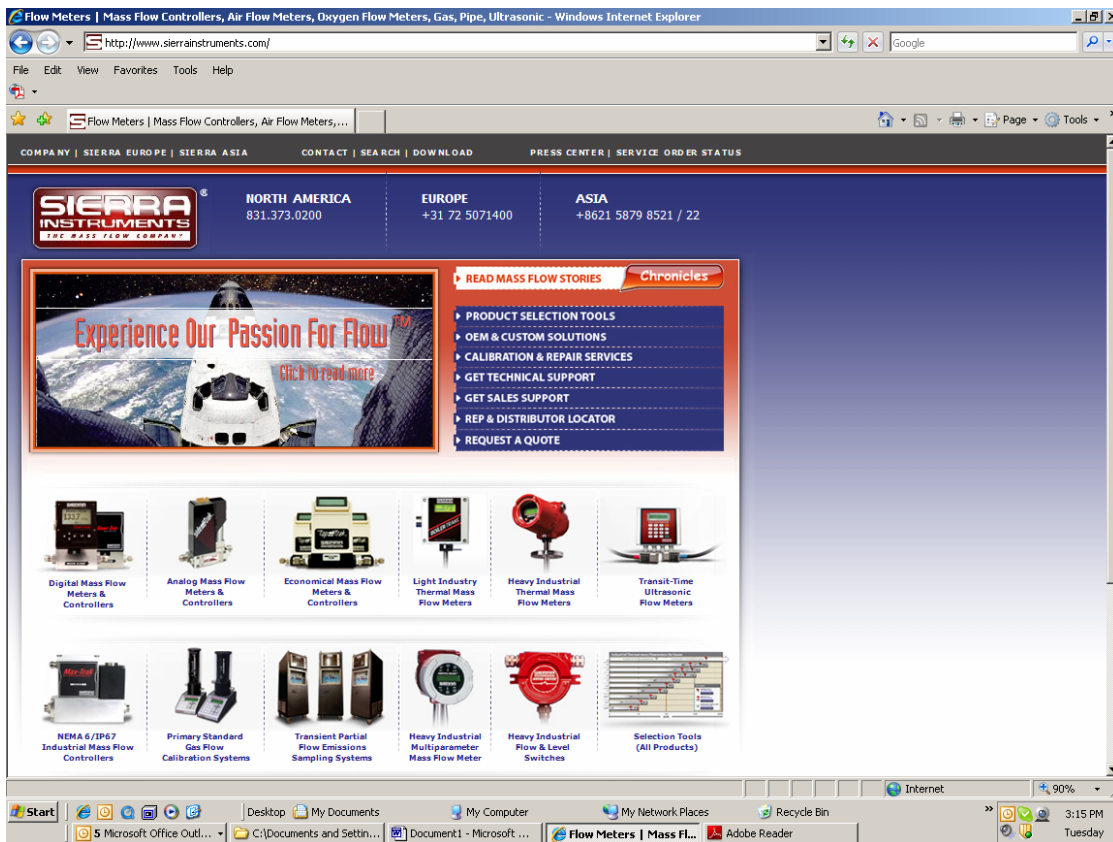 Flow Meters | Mass Flow Controllers, Air Flow Meters, Oxygen Flow Meters, Gas, Pipe, Ultrasonic - Windows Internet Explorer
http://www.sierrainstruments.com/
Google
File Edit View Favorites Tools Help
Flow Meters | Mass Flow Controllers, Air Flow Meters,...
Page Tools
COMPANY | SIERRA EUROPE | SIERRA ASIA CONTACT | SEARCH | DOWNLOAD PRESS CENTER | SERVICE ORDER STATUS
SIERRA
INSTRUMENTS
THE MASS FLOW COMPANY
®
NORTH AMERICA
831.373.0200
EUROPE
+31 72 5071400
ASIA
+8621 5879 8521 / 22
Experience Our Passion For Flow™
Click to read more
READ MASS FLOW STORIES
Chronicles
PRODUCT SELECTION TOOLS
OEM & CUSTOM SOLUTIONS
CALIBRATION & REPAIR SERVICES
GET TECHNICAL SUPPORT
GET SALES SUPPORT
REP & DISTRIBUTOR LOCATOR
REQUEST A QUOTE
Digital Mass Flow
Meters &
Controllers
Analog Mass Flow
Meters &
Controllers
Economical Mass Flow
Meters &
Controllers
Light Industry
Thermal Mass
Flow Meters
Heavy Industrial
Thermal Mass
Flow Meters
Transit-Time
Ultrasonic
Flow Meters
Max-Trak
NEMA 6/IP67
Industrial Mass Flow
Controllers
Primary Standard
Gas Flow
Calibration Systems
Transient Partial
Flow Emissions
Sampling Systems
Heavy Industrial
Multiparameter
Mass Flow Meter
Heavy Industrial
Flow & Level
Switches
Selection Tools
(All Products)
Internet
90%
Start
Desktop
My Documents
My Computer
My Network Places
Recycle Bin
3:15 PM
5 Microsoft Office Outl...
C:\Documents and Settin...
Document1 - Microsoft ...
Flow Meters | Mass Fl...
Adobe Reader
Tuesday